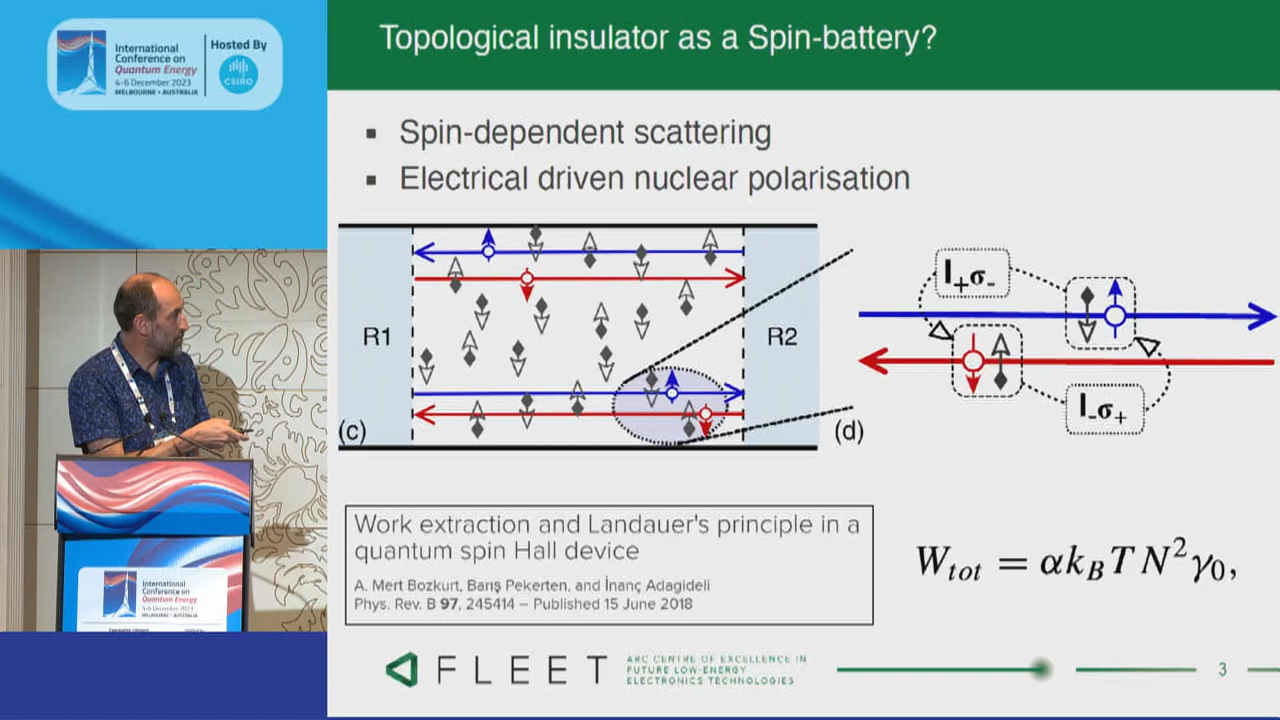 International
Conference on
Quantum Energy
4-6 December 2023
MELBOURNE • AUSTRALIA
Hosted By
CSIRO
Topological insulator as a Spin-battery?
▪ Spin-dependent scattering
▪ Electrical driven nuclear polarisation
R1
R2
(c)
(d)
I₊σ₋
I₋σ₊
Work extraction and Landauer's principle in a
quantum spin Hall device
A. Mert Bozkurt, Barış Pekerten, and İnanç Adagideli
Phys. Rev. B 97, 245414 – Published 15 June 2018
W_tot = αk_BTN²γ₀,
FLEET
ARC CENTRE OF EXCELLENCE IN
FUTURE LOW-ENERGY
ELECTRONICS TECHNOLOGIES
3
International
Conference on
Quantum Energy